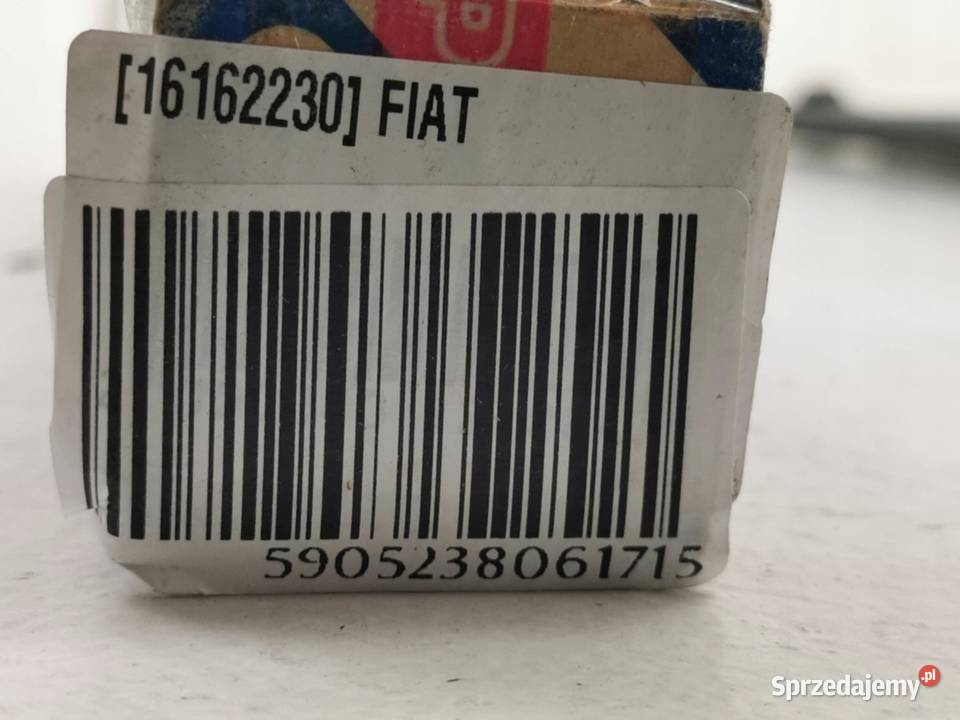 [16162230] FIAT
5905238061715
Sprzedajemy.pl